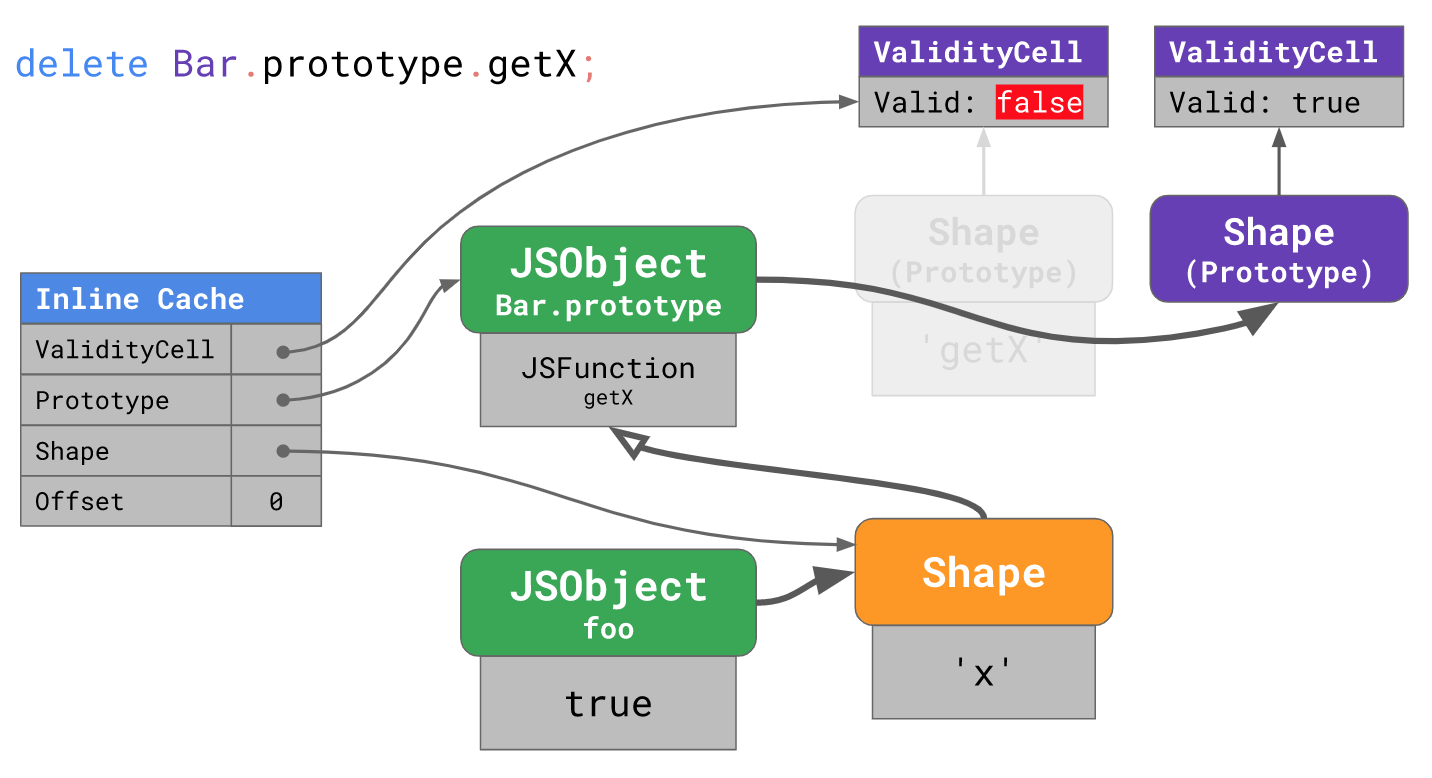 delete Bar.prototype.getX;
ValidityCell
Valid: false
ValidityCell
Valid: true
Shape
(Prototype)
'getX'
Shape
(Prototype)
JSObject
Bar.prototype
JSFunction
getX
Inline Cache
ValidityCell
Prototype
Shape
Offset 0
JSObject
foo
true
Shape
'x'